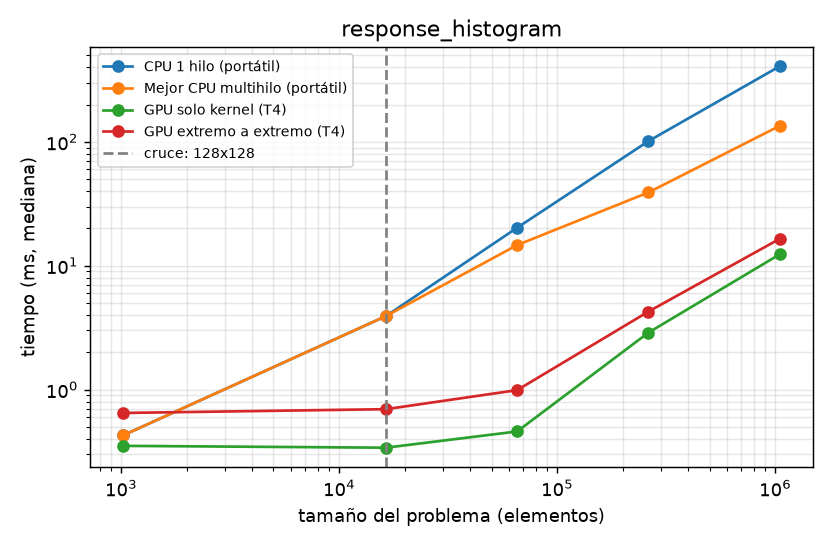 response_histogram
CPU 1 hilo (portátil)
Mejor CPU multihilo (portátil)
GPU solo kernel (T4)
GPU extremo a extremo (T4)
cruce: 128x128
tiempo (ms, mediana)
10²
10¹
10⁰
10³
10⁴
10⁵
10⁶
tamaño del problema (elementos)